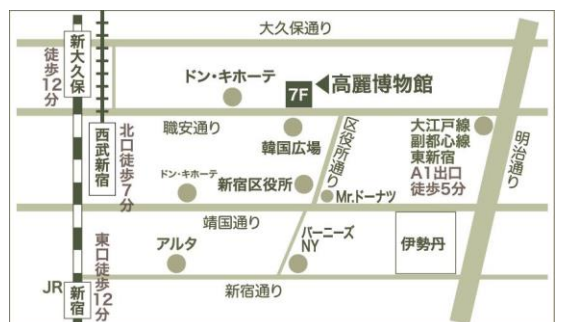 大久保通り
新大久保
徒歩12分
ドン・キホーテ
7F
高麗博物館
職安通り
韓国広場
区役所通り
大江戸線
副都心線
東新宿
A1出口
徒歩5分
明治通り
西武新宿
北口徒歩7分
ドン・キホーテ
新宿区役所
Mr.ドーナツ
靖国通り
アルタ
バーニーズ
NY
伊勢丹
JR
新宿
東口徒歩12分
新宿通り